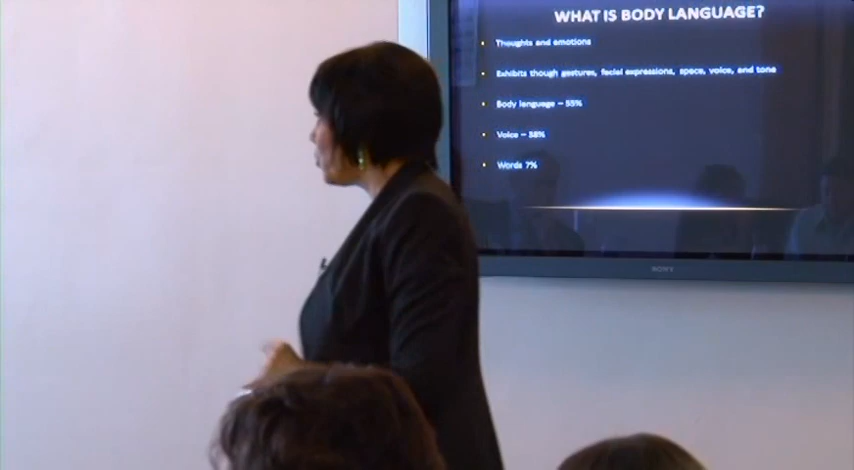 WHAT IS BODY LANGUAGE?
Thoughts and emotions
Exhibits though gestures, facial expressions, space, voice, and tone
Body language – 55%
Voice – 38%
Words 7%
SONY